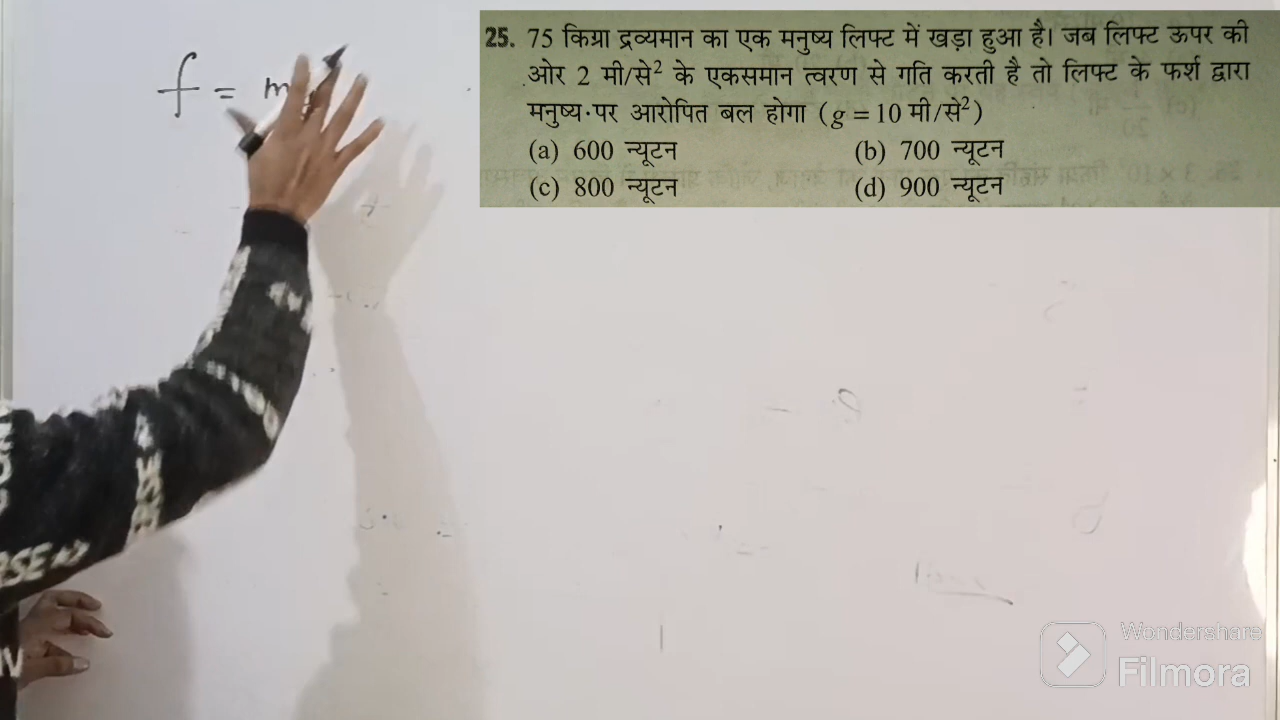 25. 75 किग्रा द्रव्यमान का एक मनुष्य लिफ्ट में खड़ा हुआ है। जब लिफ्ट ऊपर की
ओर 2 मी/से² के एकसमान त्वरण से गति करती है तो लिफ्ट के फर्श द्वारा
मनुष्य पर आरोपित बल होगा (g = 10 मी/से²)
(a) 600 न्यूटन (b) 700 न्यूटन
(c) 800 न्यूटन (d) 900 न्यूटन
f = m
Wondershare
Filmora